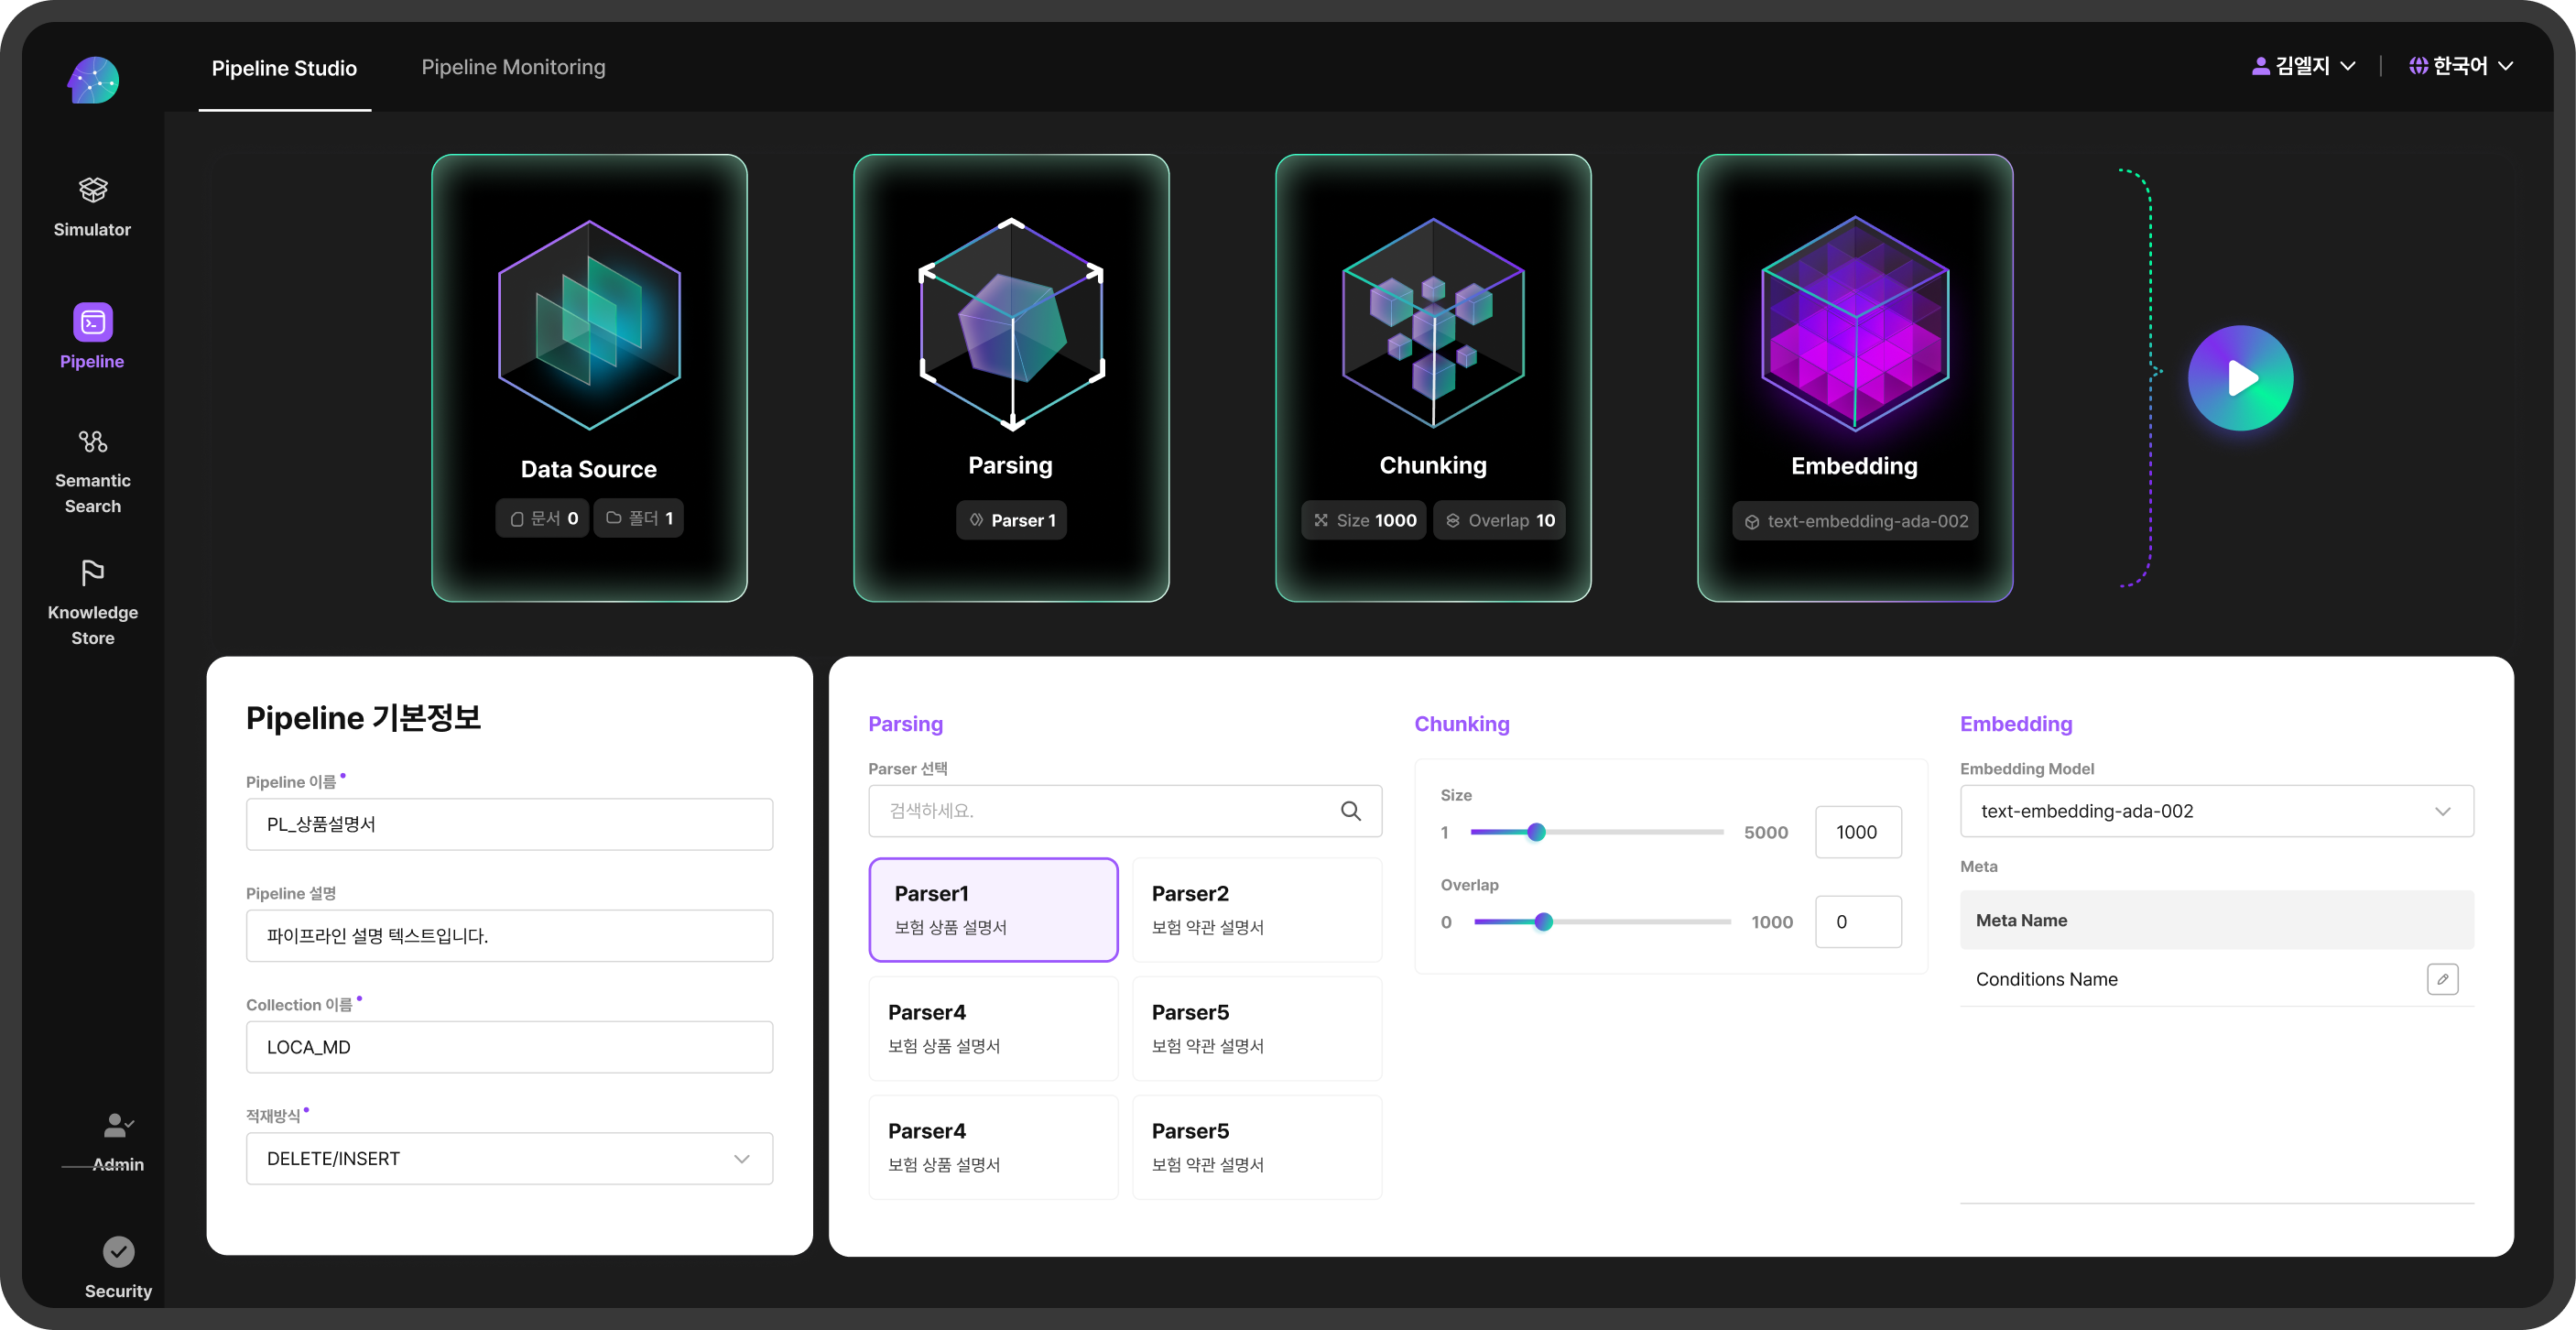 Pipeline Studio
Pipeline Monitoring
김엘지
한국어
Simulator
Pipeline
Semantic
Search
Knowledge
Store
Admin
Security
Data Source
문서 0
폴더 1
Parsing
Parser 1
Chunking
Size 1000
Overlap 10
Embedding
text-embedding-ada-002
Pipeline 기본정보
Pipeline 이름
PL_상품설명서
Pipeline 설명
파이프라인 설명 텍스트입니다.
Collection 이름
LOCA_MD
적재방식
DELETE/INSERT
Parsing
Parser 선택
검색하세요.
Parser1
보험 상품 설명서
Parser2
보험 약관 설명서
Parser4
보험 상품 설명서
Parser5
보험 약관 설명서
Parser4
보험 상품 설명서
Parser5
보험 약관 설명서
Chunking
Size
1 5000 1000
Overlap
0 1000 0
Embedding
Embedding Model
text-embedding-ada-002
Meta
Meta Name
Conditions Name